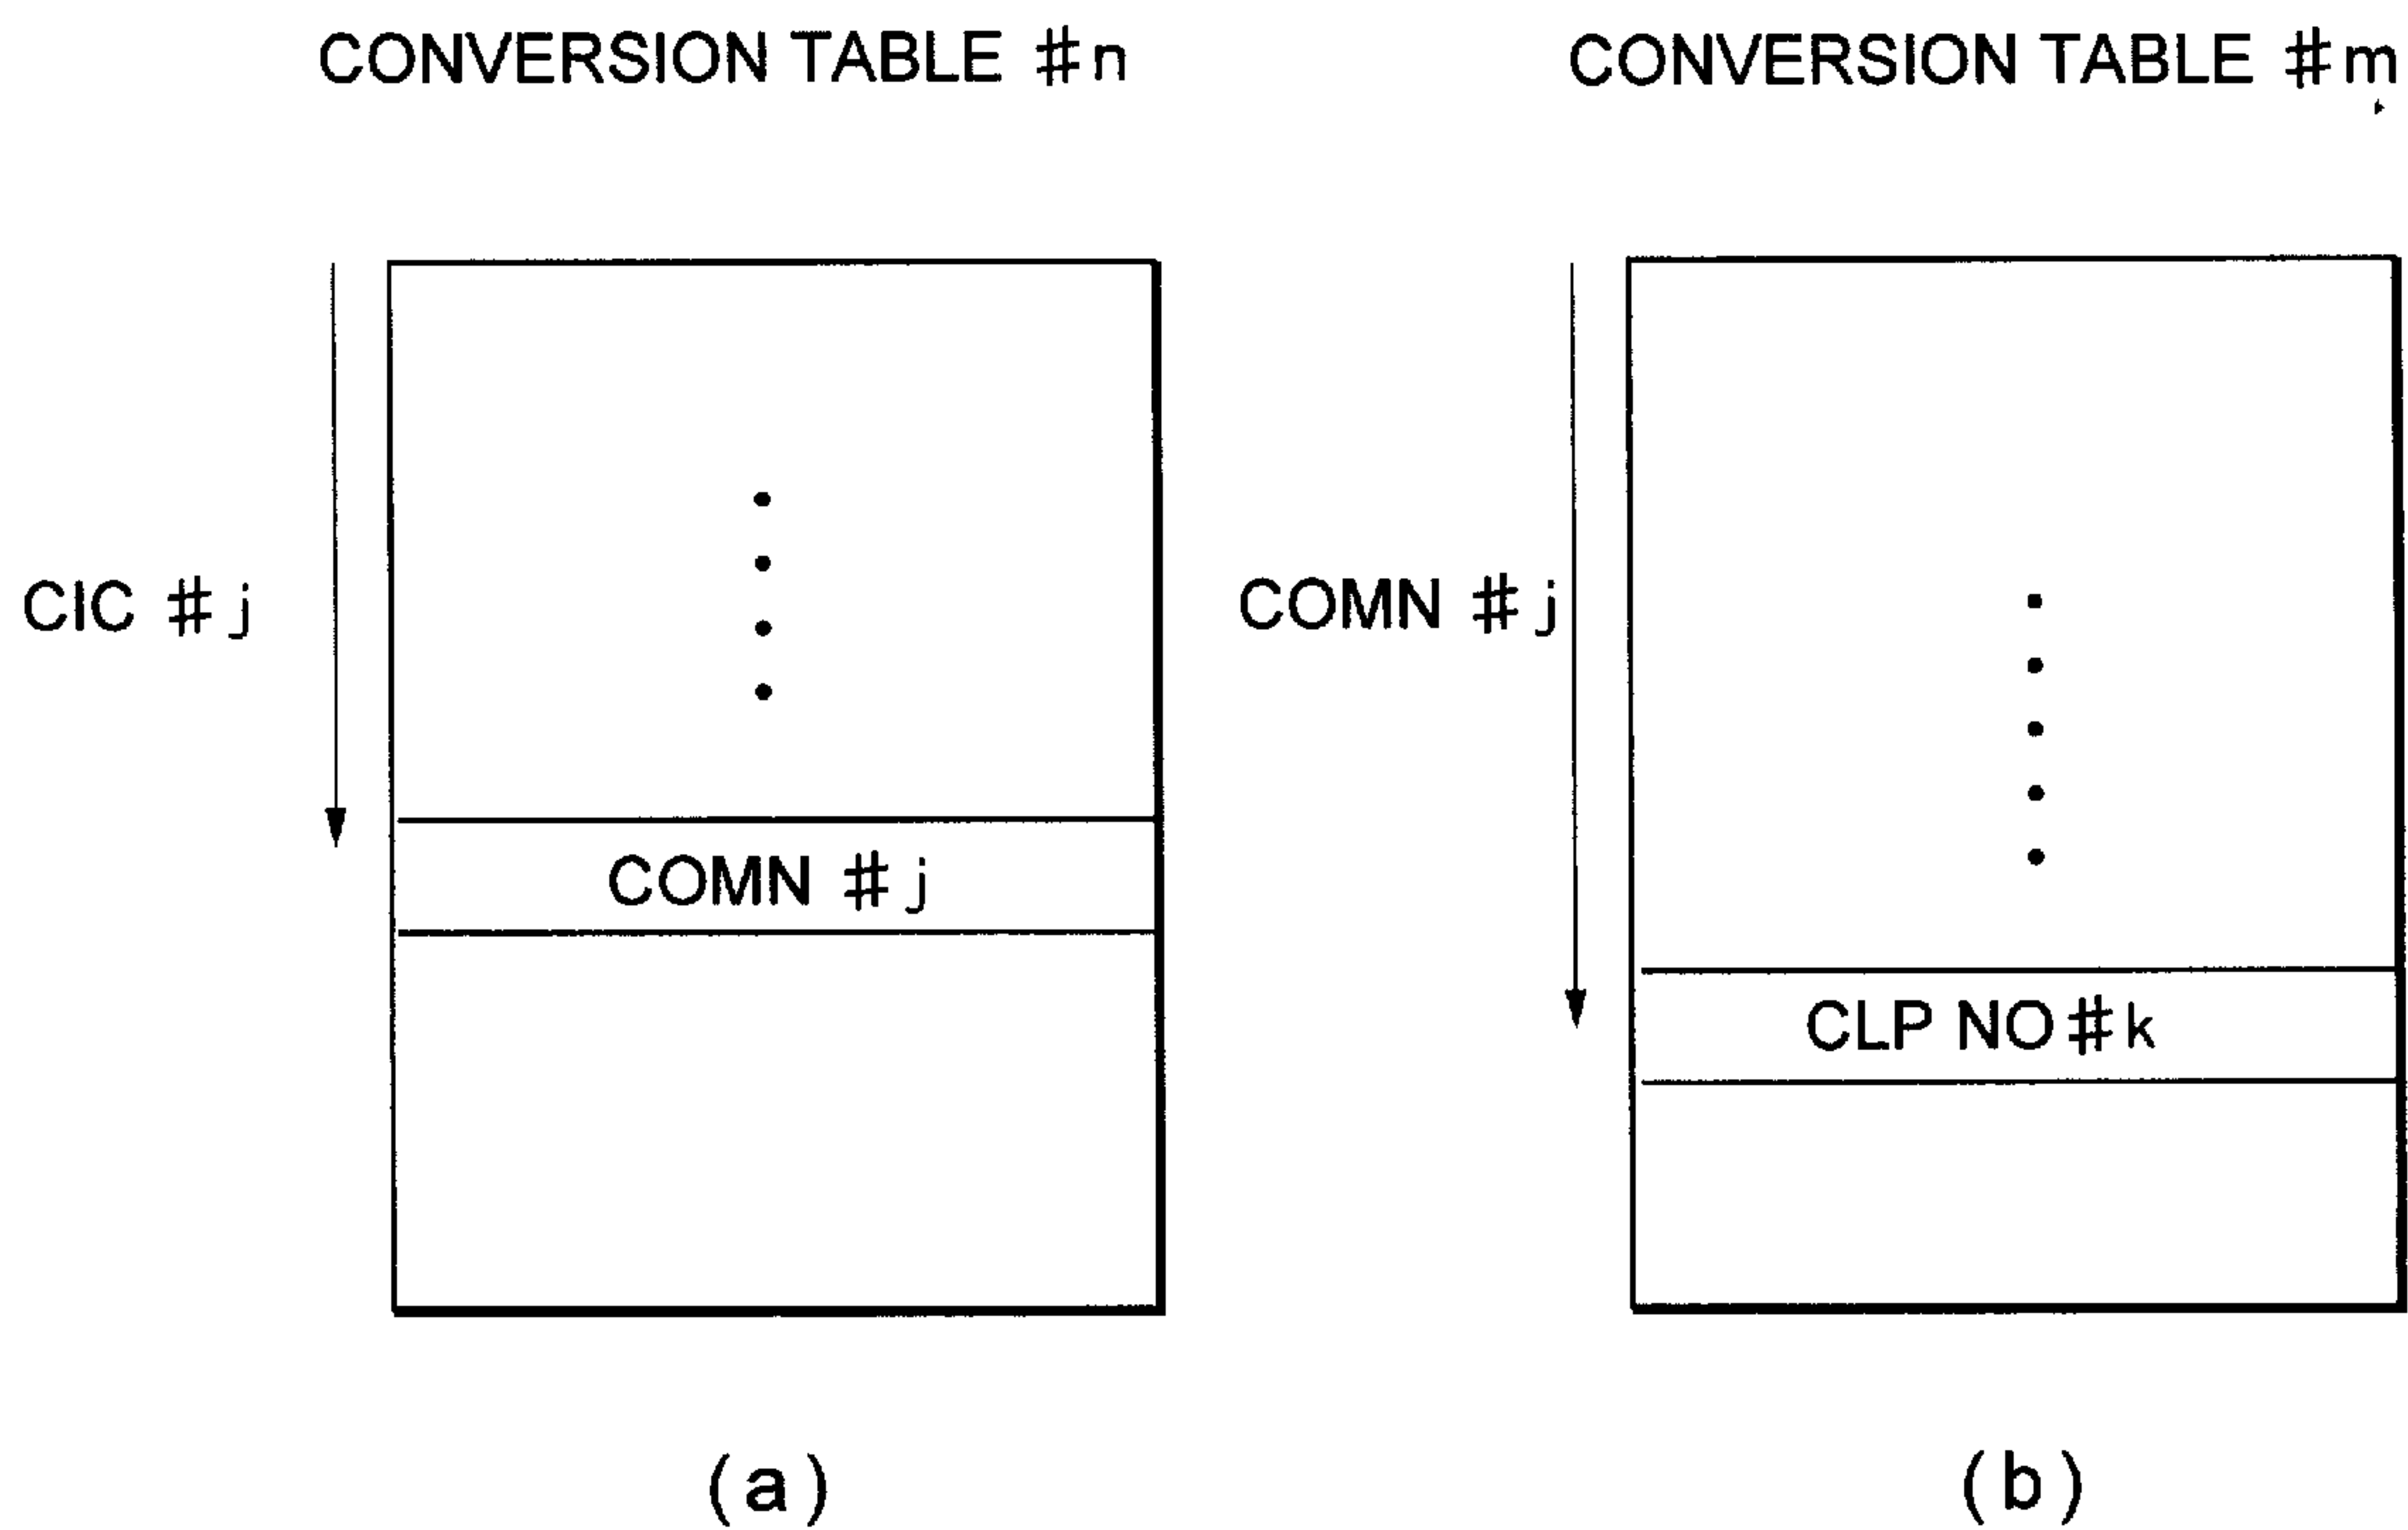 CONVERSION TABLE #n
CONVERSION TABLE #m
CIC #j
COMN #j
COMN #j
CLP NO#k
(a)
(b)